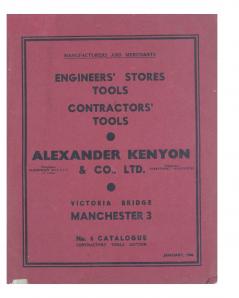 MANUFACTURERS AND MERCHANTS
ENGINEERS' STORES
TOOLS
CONTRACTORS'
TOOLS
ALEXANDER KENYON
& CO., LTD.
VICTORIA BRIDGE
MANCHESTER 3
No. 6 CATALOGUE
CONTRACTORS' TOOLS SECTION
JANUARY,